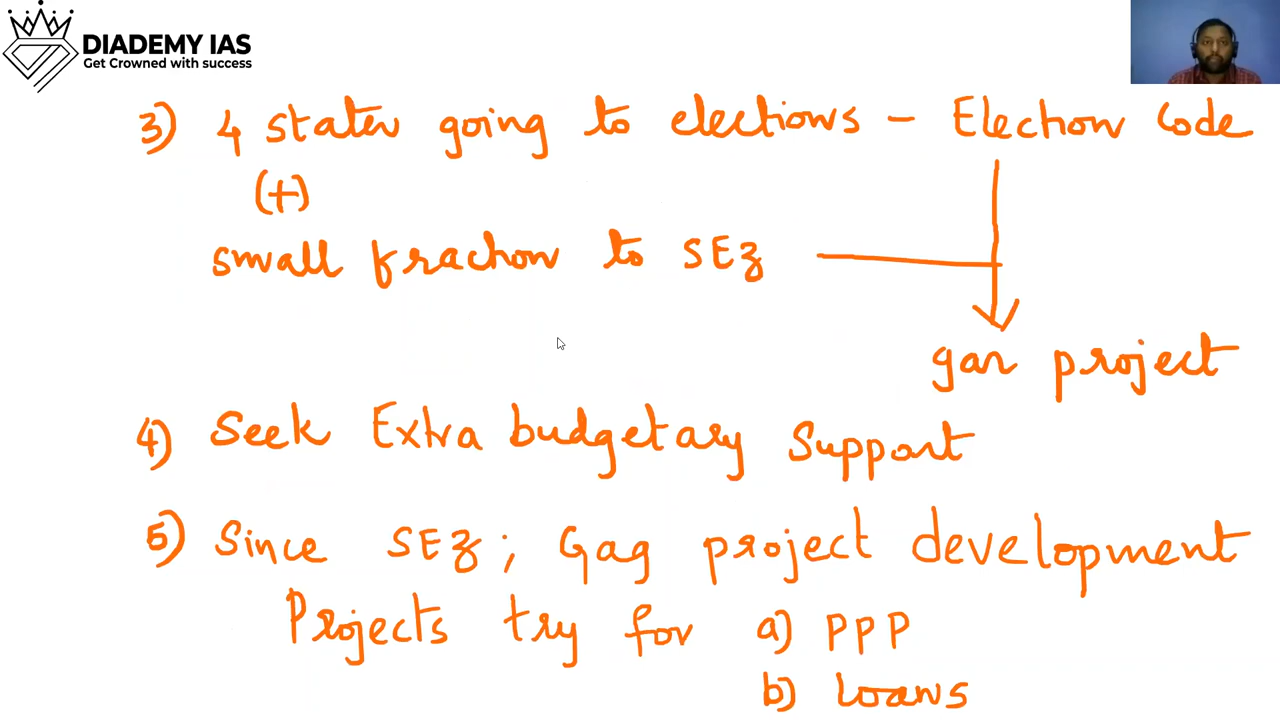 DIADEMY IAS
Get Crowned with success
3) 4 states going to elections - Election Code
(+)
small fraction to SEZ
gas project
4) Seek Extra budgetary Support
5) Since SEZ; Gag project development
Projects try for a) PPP
b) Loans